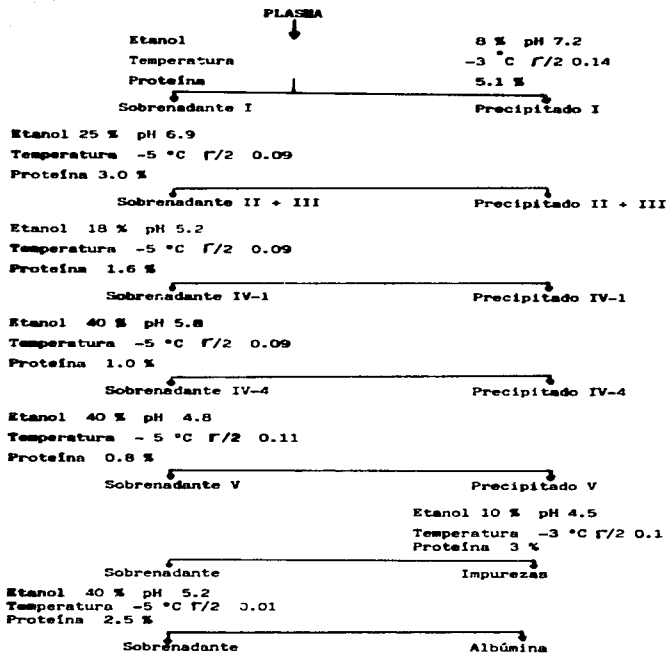 PLASMA
Etanol 8 % pH 7.2
Temperatura -3 °C Γ/2 0.14
Proteína 5.1 %
Sobrenadante I Precipitado I
Etanol 25 % pH 6.9
Temperatura -5 °C Γ/2 0.09
Proteína 3.0 %
Sobrenadante II + III Precipitado II + III
Etanol 18 % pH 5.2
Temperatura -5 °C Γ/2 0.09
Proteína 1.6 %
Sobrenadante IV-1 Precipitado IV-1
Etanol 40 % pH 5.8
Temperatura -5 °C Γ/2 0.09
Proteína 1.0 %
Sobrenadante IV-4 Precipitado IV-4
Etanol 40 % pH 4.8
Temperatura - 5 °C Γ/2 0.11
Proteína 0.8 %
Sobrenadante V Precipitado V
Etanol 10 % pH 4.5
Temperatura -3 °C Γ/2 0.1
Proteína 3 %
Sobrenadante Impurezas
Etanol 40 % pH 5.2
Temperatura -5 °C Γ/2 0.01
Proteína 2.5 %
Sobrenadante Albúmina